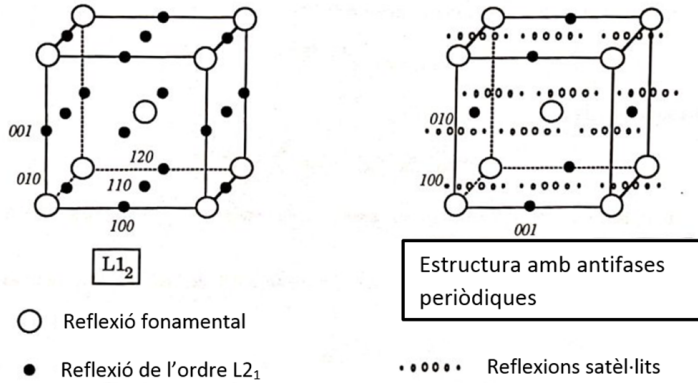 001
010
120
110
100
L1₂
Reflexió fonamental
Reflexió de l'ordre L2₁
010
100
001
Estructura amb antifases
periòdiques
Reflexions satèl·lits